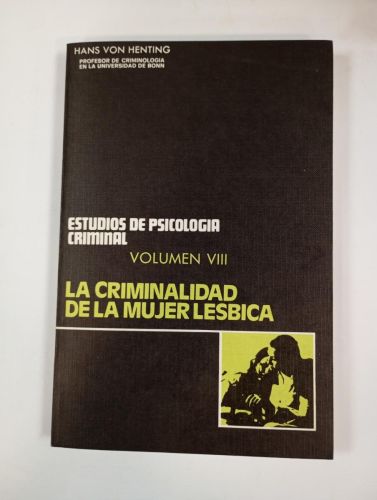 HANS VON HENTING
PROFESOR DE CRIMINOLOGIA
EN LA UNIVERSIDAD DE BONN
ESTUDIOS DE PSICOLOGIA
CRIMINAL
VOLUMEN VIII
LA CRIMINALIDAD
DE LA MUJER LESBICA